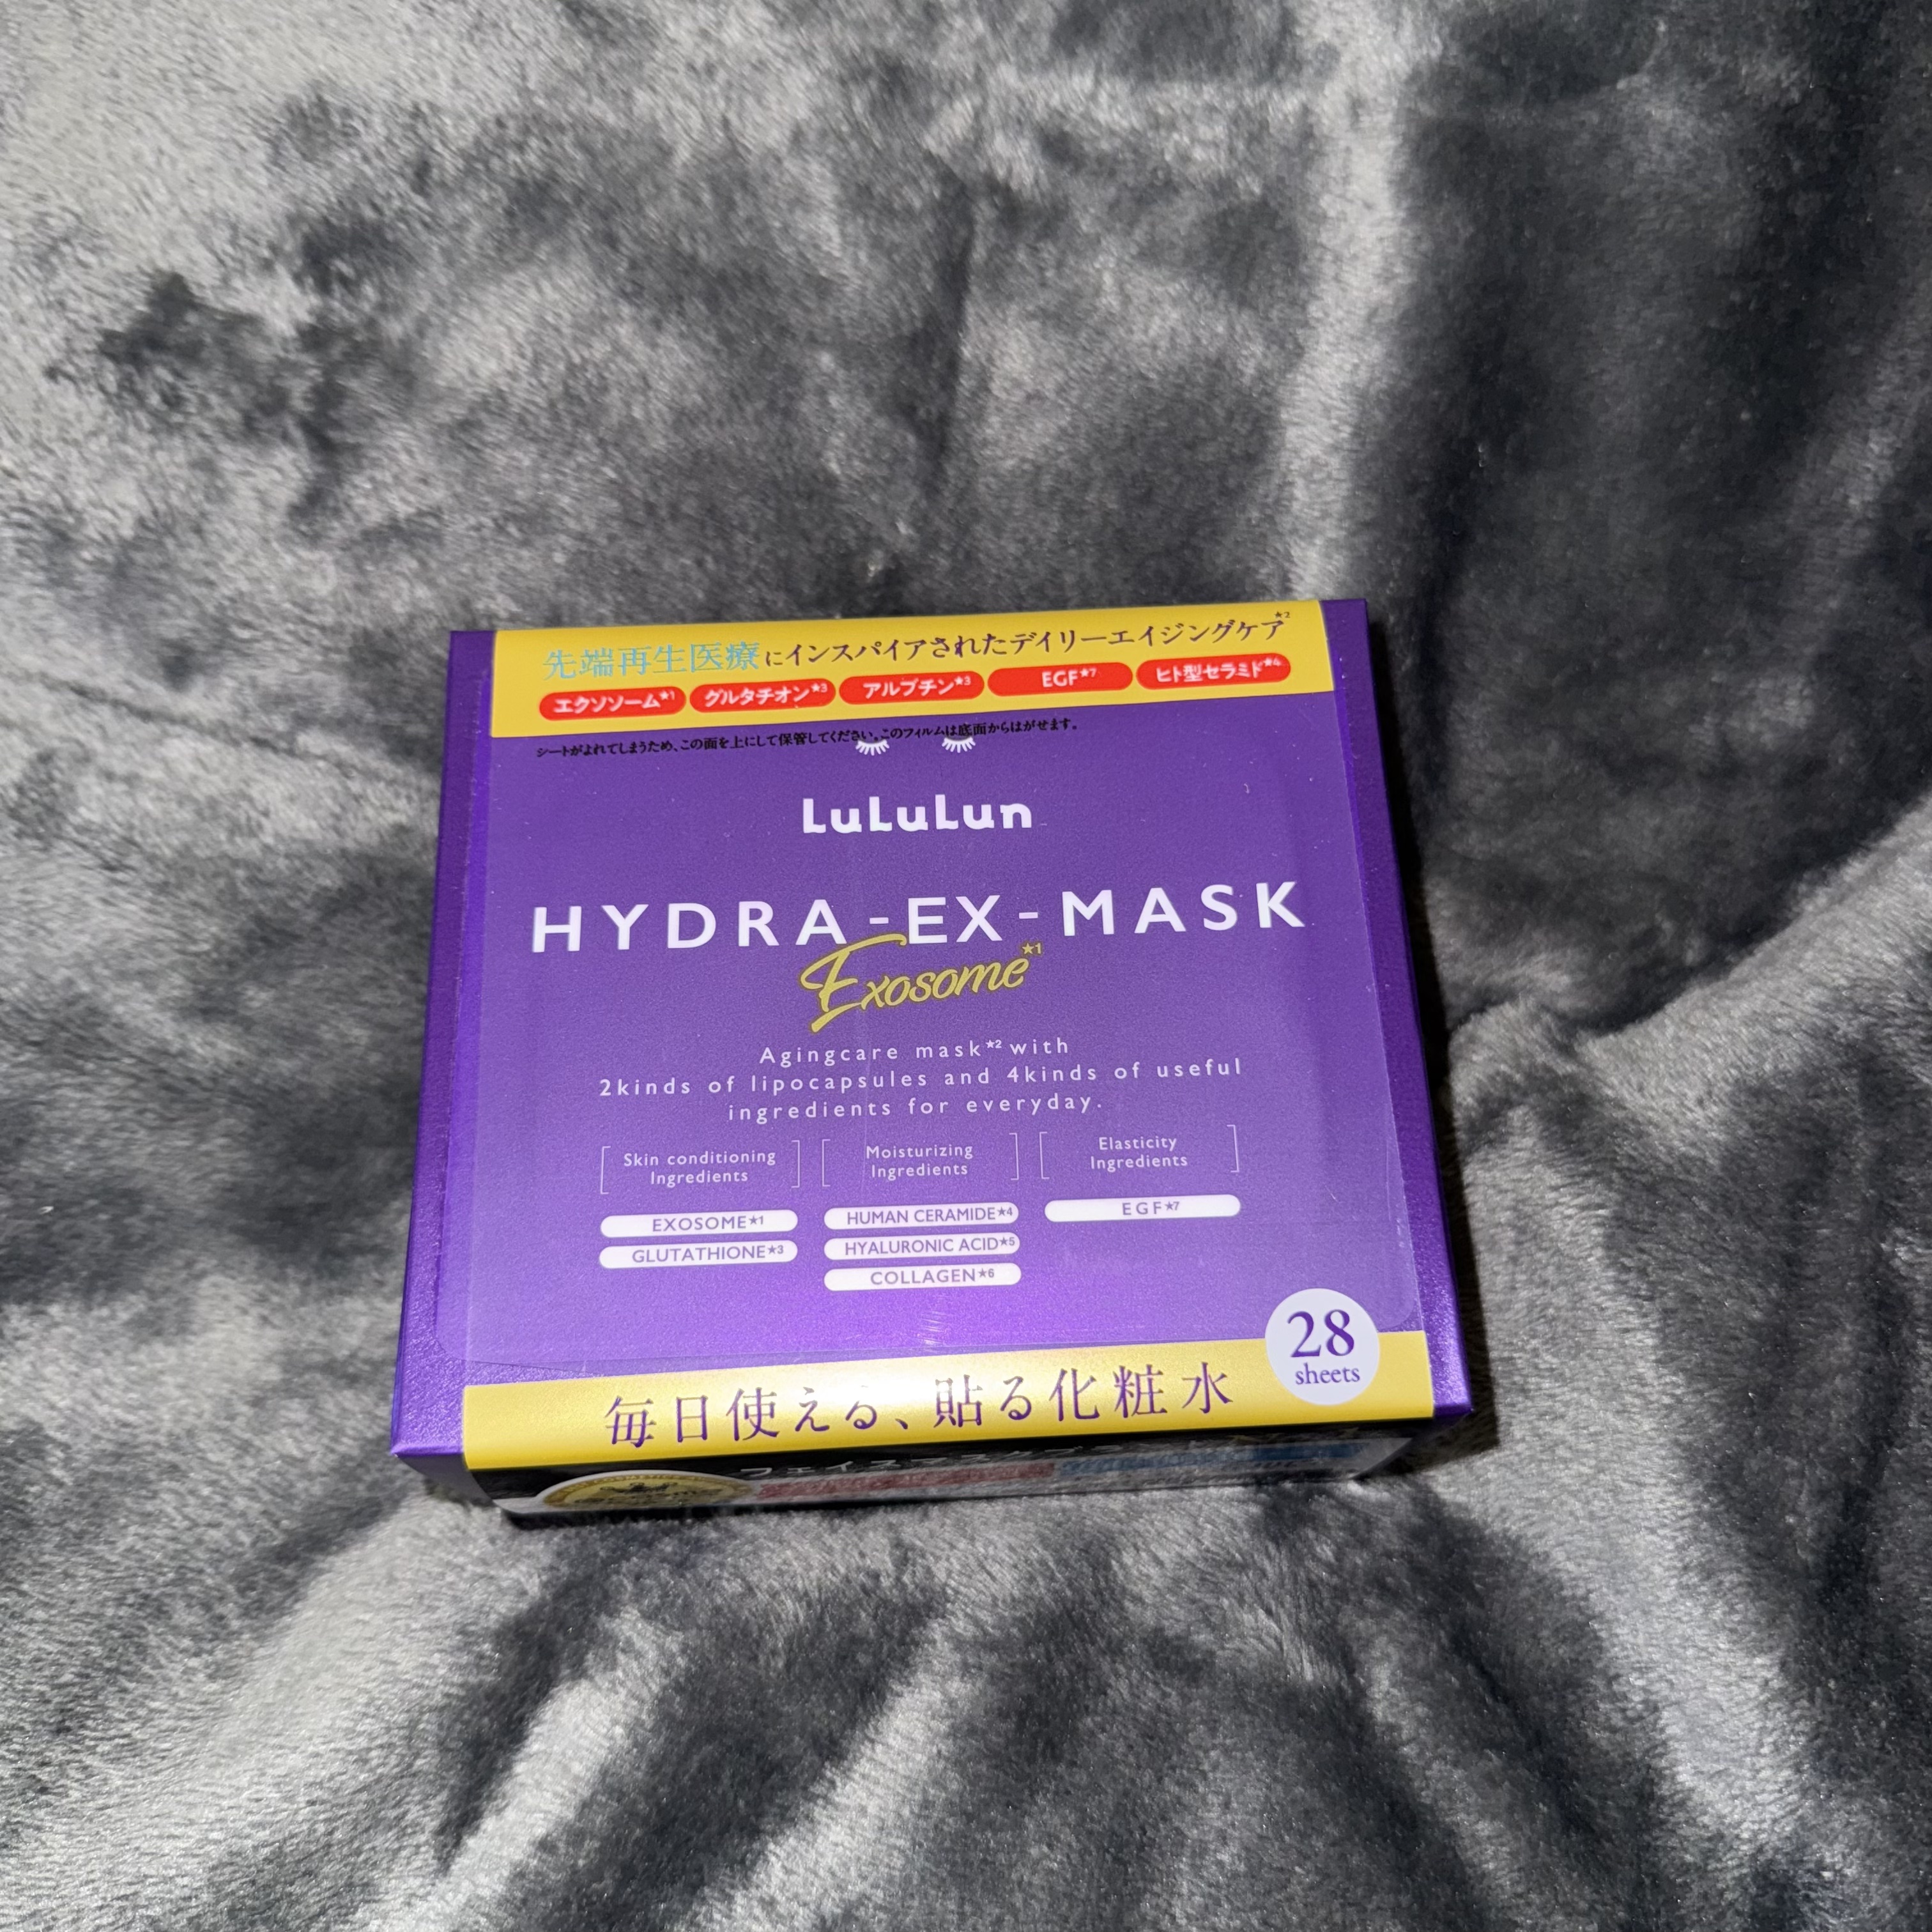 先端再生医療にインスパイアされたデイリーエイジングケア★2
エクソソーム★1 グルタチオン★3 アルブチン★3 EGF★7 ヒト型セラミド★4
シートがよれてしまうため、この面を上にして保管してください。このフィルムは底面からはがせます。
LuLuLun
HYDRA-EX-MASK
Exosome★1
Agingcare mask★2 with
2kinds of lipocapsules and 4kinds of useful
ingredients for everyday.
Skin conditioning Ingredients
EXOSOME★1
GLUTATHIONE★3
Moisturizing Ingredients
HUMAN CERAMIDE★4
HYALURONIC ACID★5
COLLAGEN★6
Elasticity Ingredients
EGF★7
28
sheets
毎日使える、貼る化粧水
フェイスマスク